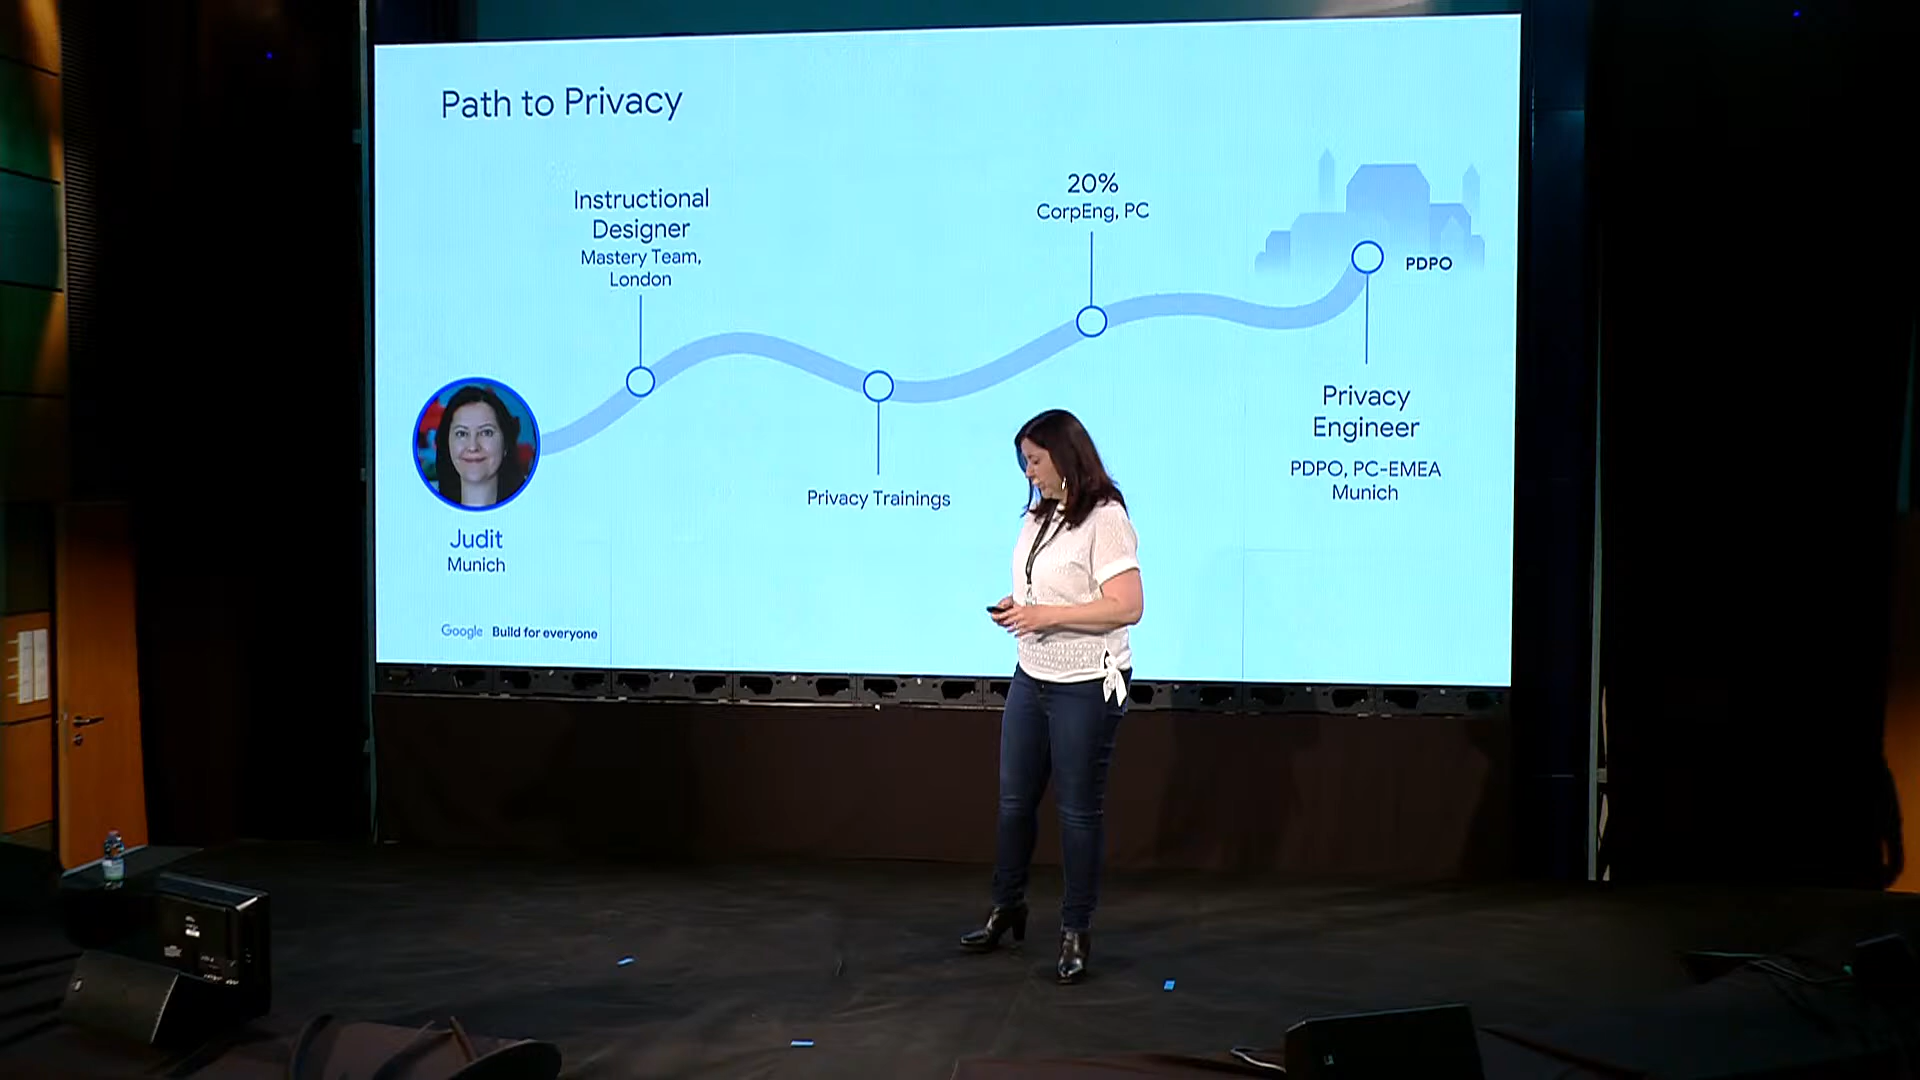 Path to Privacy
Instructional
Designer
Mastery Team,
London
20%
CorpEng, PC
PDPO
Privacy Trainings
Privacy
Engineer
PDPO, PC-EMEA
Munich
Judit
Munich
Google Build for everyone